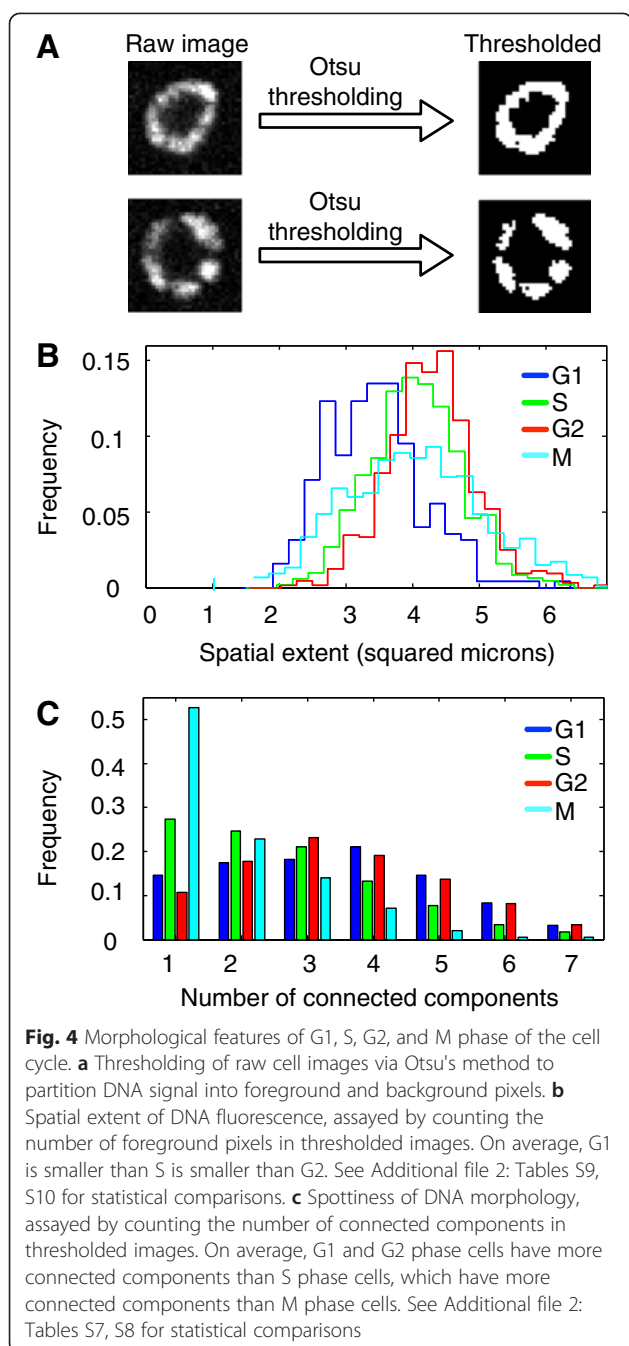 A
Raw image
Thresholded
Otsu
thresholding
Otsu
thresholding
B
0.15
0.1
0.05
0
Frequency
G1
S
G2
M
0 1 2 3 4 5 6
Spatial extent (squared microns)
C
0.5
0.4
0.3
0.2
0.1
0
Frequency
G1
S
G2
M
1 2 3 4 5 6 7
Number of connected components
Fig. 4 Morphological features of G1, S, G2, and M phase of the cell
cycle. a Thresholding of raw cell images via Otsu's method to
partition DNA signal into foreground and background pixels. b
Spatial extent of DNA fluorescence, assayed by counting the
number of foreground pixels in thresholded images. On average, G1
is smaller than S is smaller than G2. See Additional file 2: Tables S9,
S10 for statistical comparisons. c Spottiness of DNA morphology,
assayed by counting the number of connected components in
thresholded images. On average, G1 and G2 phase cells have more
connected components than S phase cells, which have more
connected components than M phase cells. See Additional file 2:
Tables S7, S8 for statistical comparisons